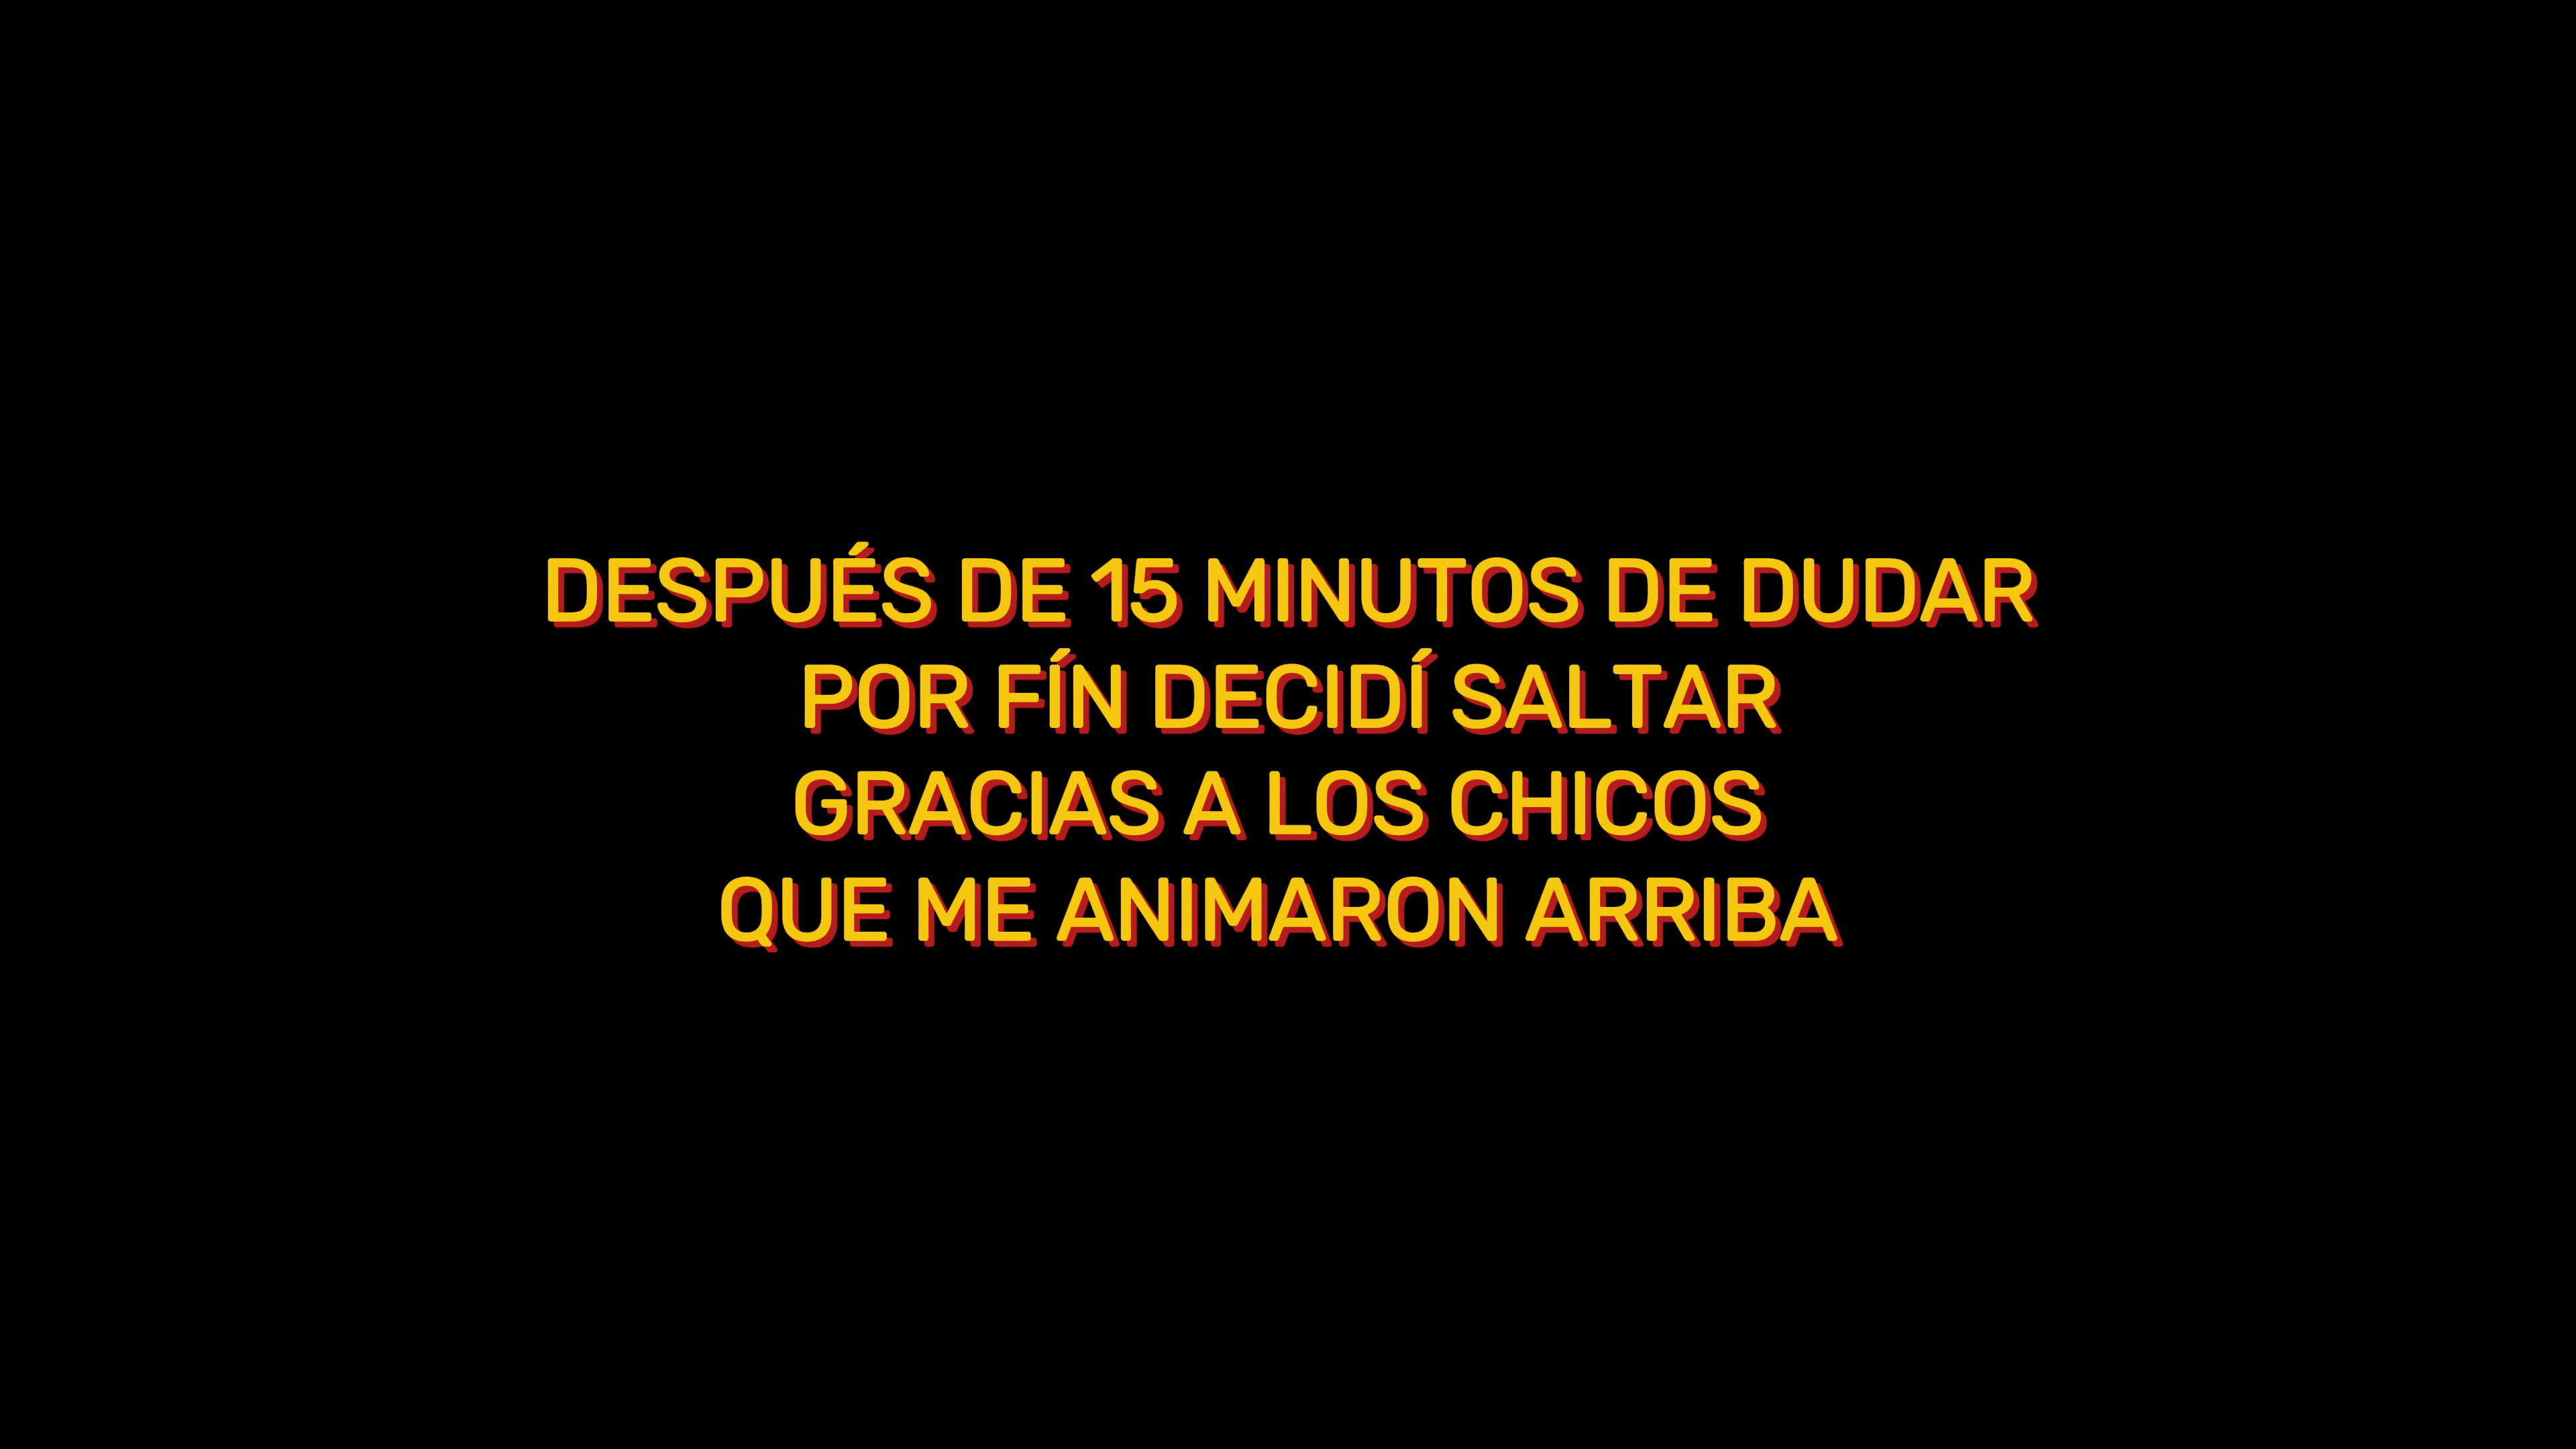 DESPUÉS DE 15 MINUTOS DE DUDAR
POR FÍN DECIDÍ SALTAR
GRACIAS A LOS CHICOS
QUE ME ANIMARON ARRIBA